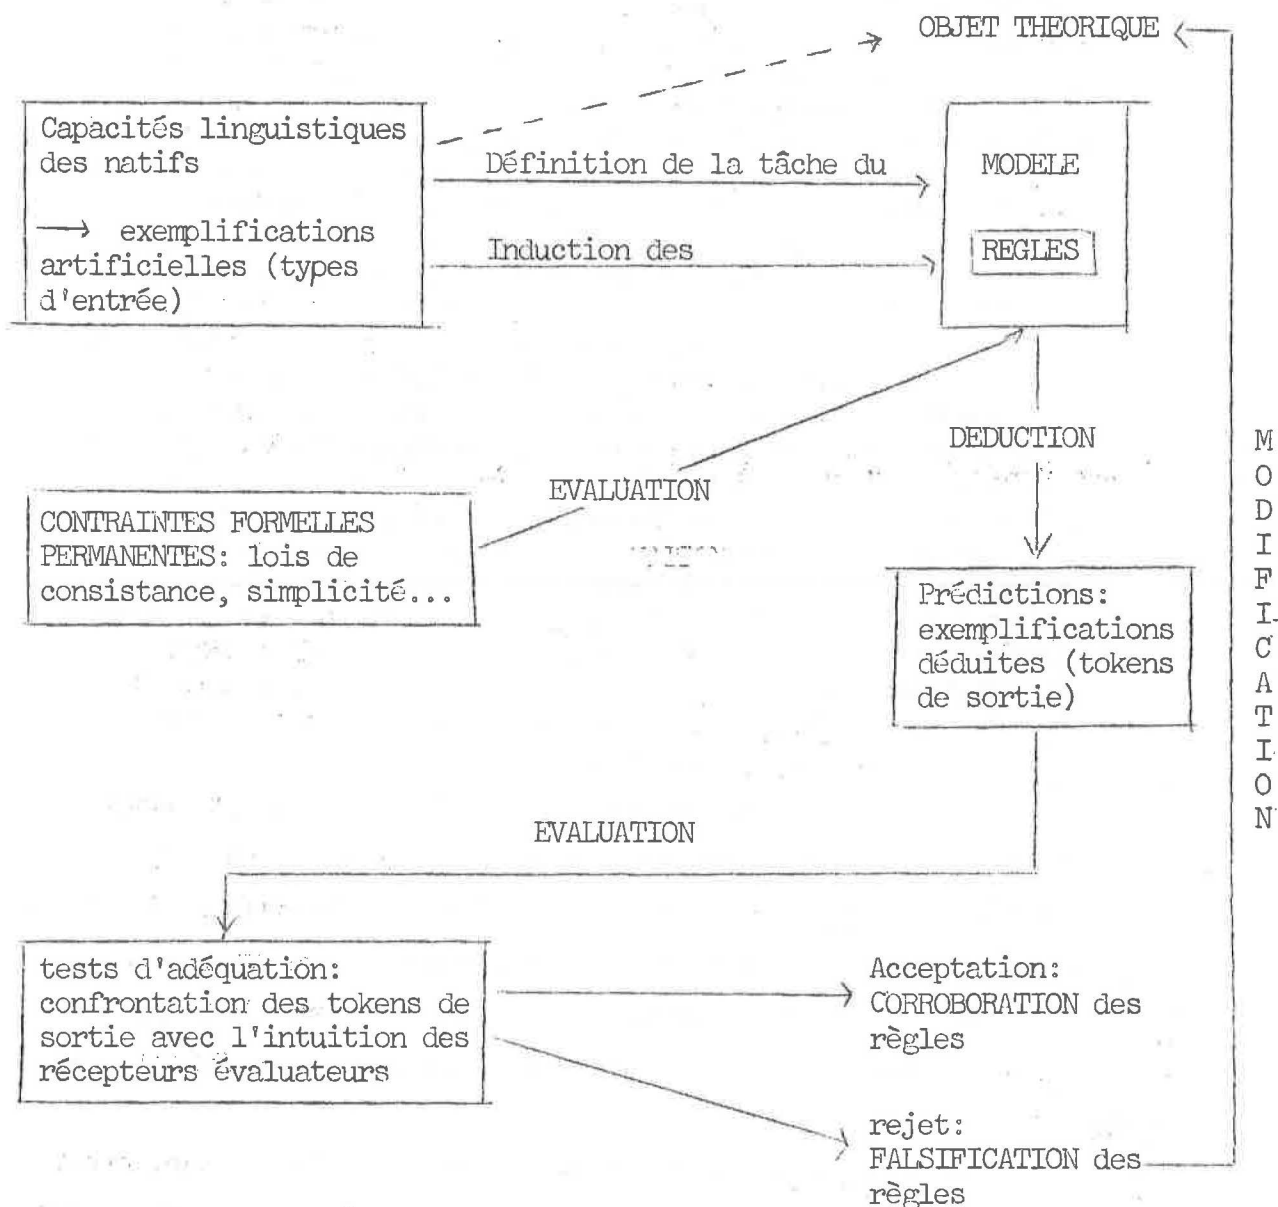 OBJET THEORIQUE
Capacités linguistiques
des natifs
→ exemplifications
artificielles (types
d'entrée)
Définition de la tâche du
Induction des
MODELE
REGLES
DEDUCTION
EVALUATION
CONTRAINTES FORMELLES
PERMANENTES: lois de
consistance, simplicité...
Prédictions:
exemplifications
déduites (tokens
de sortie)
MODIFICATION
EVALUATION
tests d'adéquation:
confrontation des tokens de
sortie avec l'intuition des
récepteurs évaluateurs
Acceptation:
CORROBORATION des
règles
rejet:
FALSIFICATION des
règles